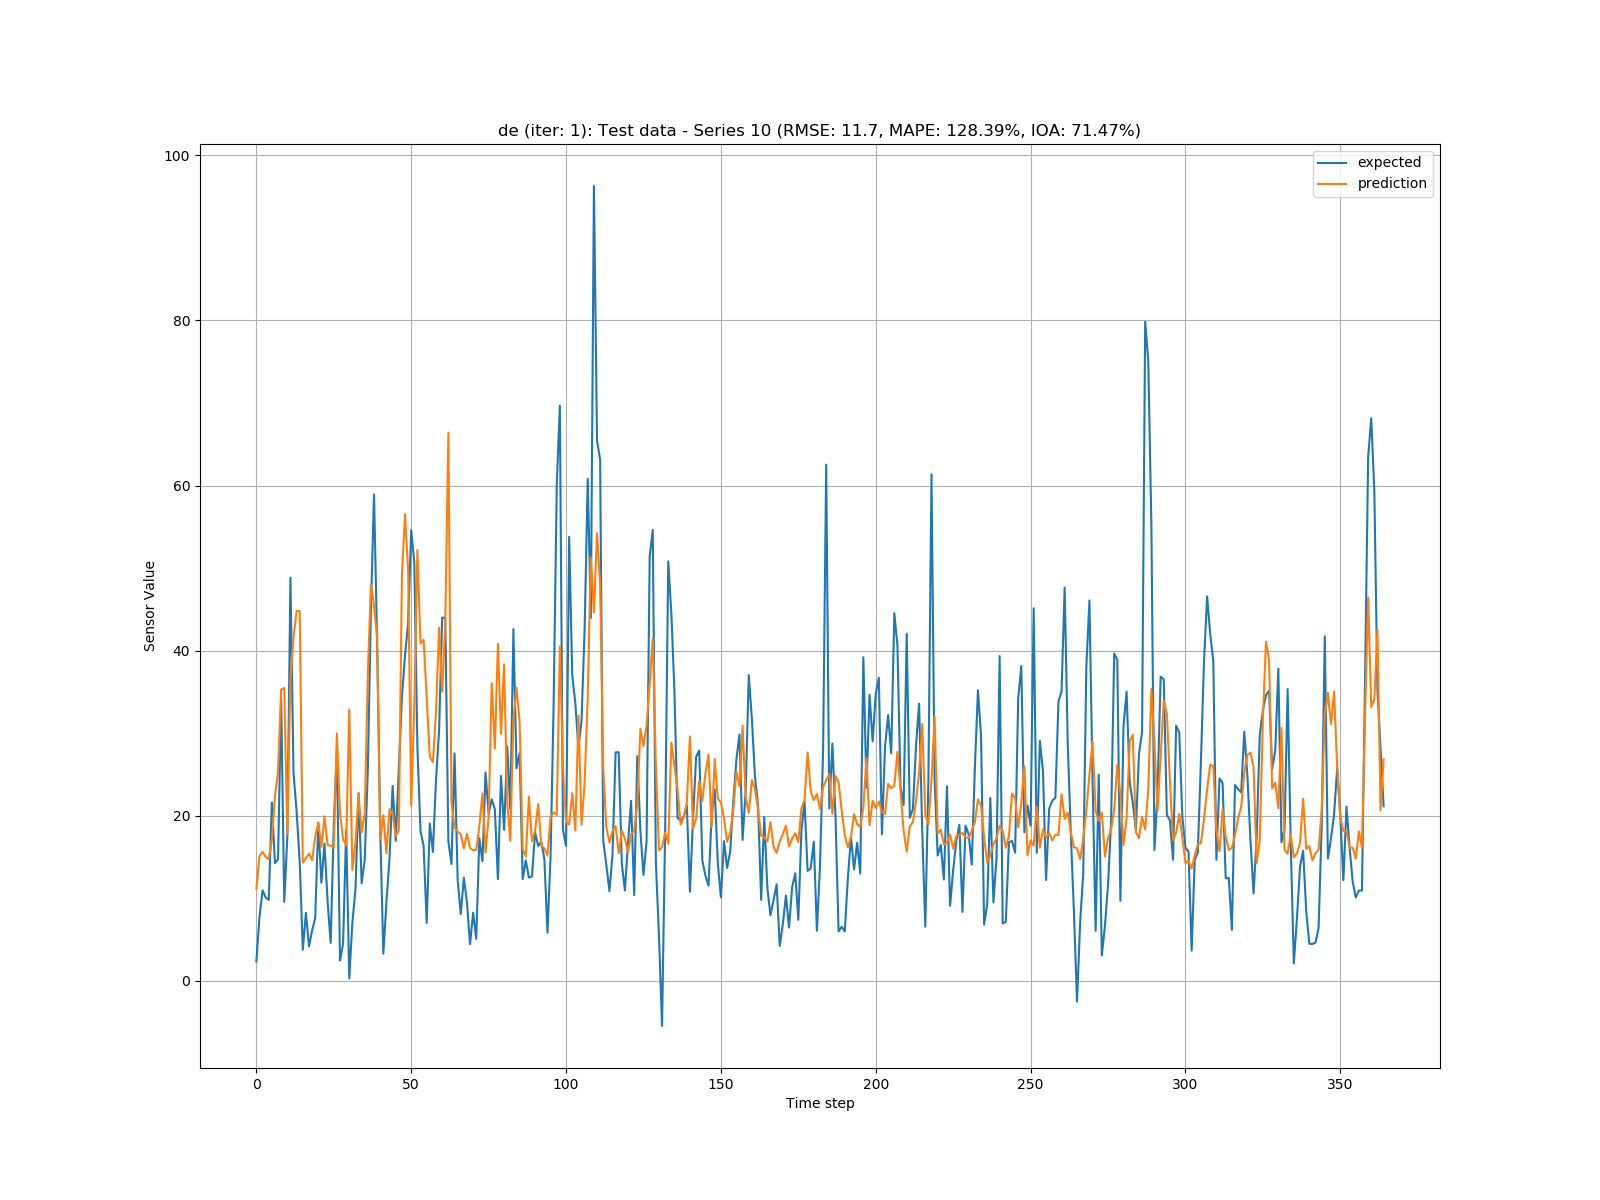 de (iter: 1): Test data - Series 10 (RMSE: 11.7, MAPE: 128.39%, IOA: 71.47%)
expected
prediction
100
80
60
40
20
0
Sensor Value
0 50 100 150 200 250 300 350
Time step